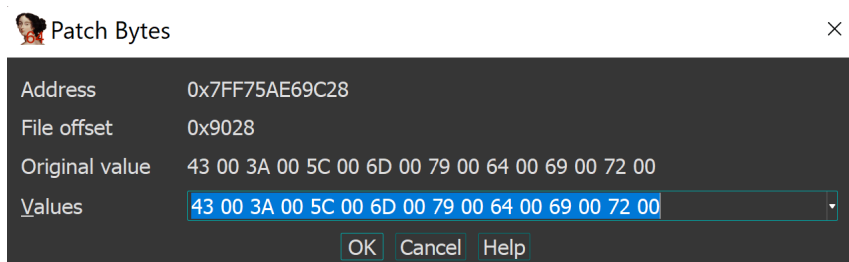 64 Patch Bytes
Address 0x7FF75AE69C28
File offset 0x9028
Original value 43 00 3A 00 5C 00 6D 00 79 00 64 00 69 00 72 00
Values 43 00 3A 00 5C 00 6D 00 79 00 64 00 69 00 72 00
OK Cancel Help